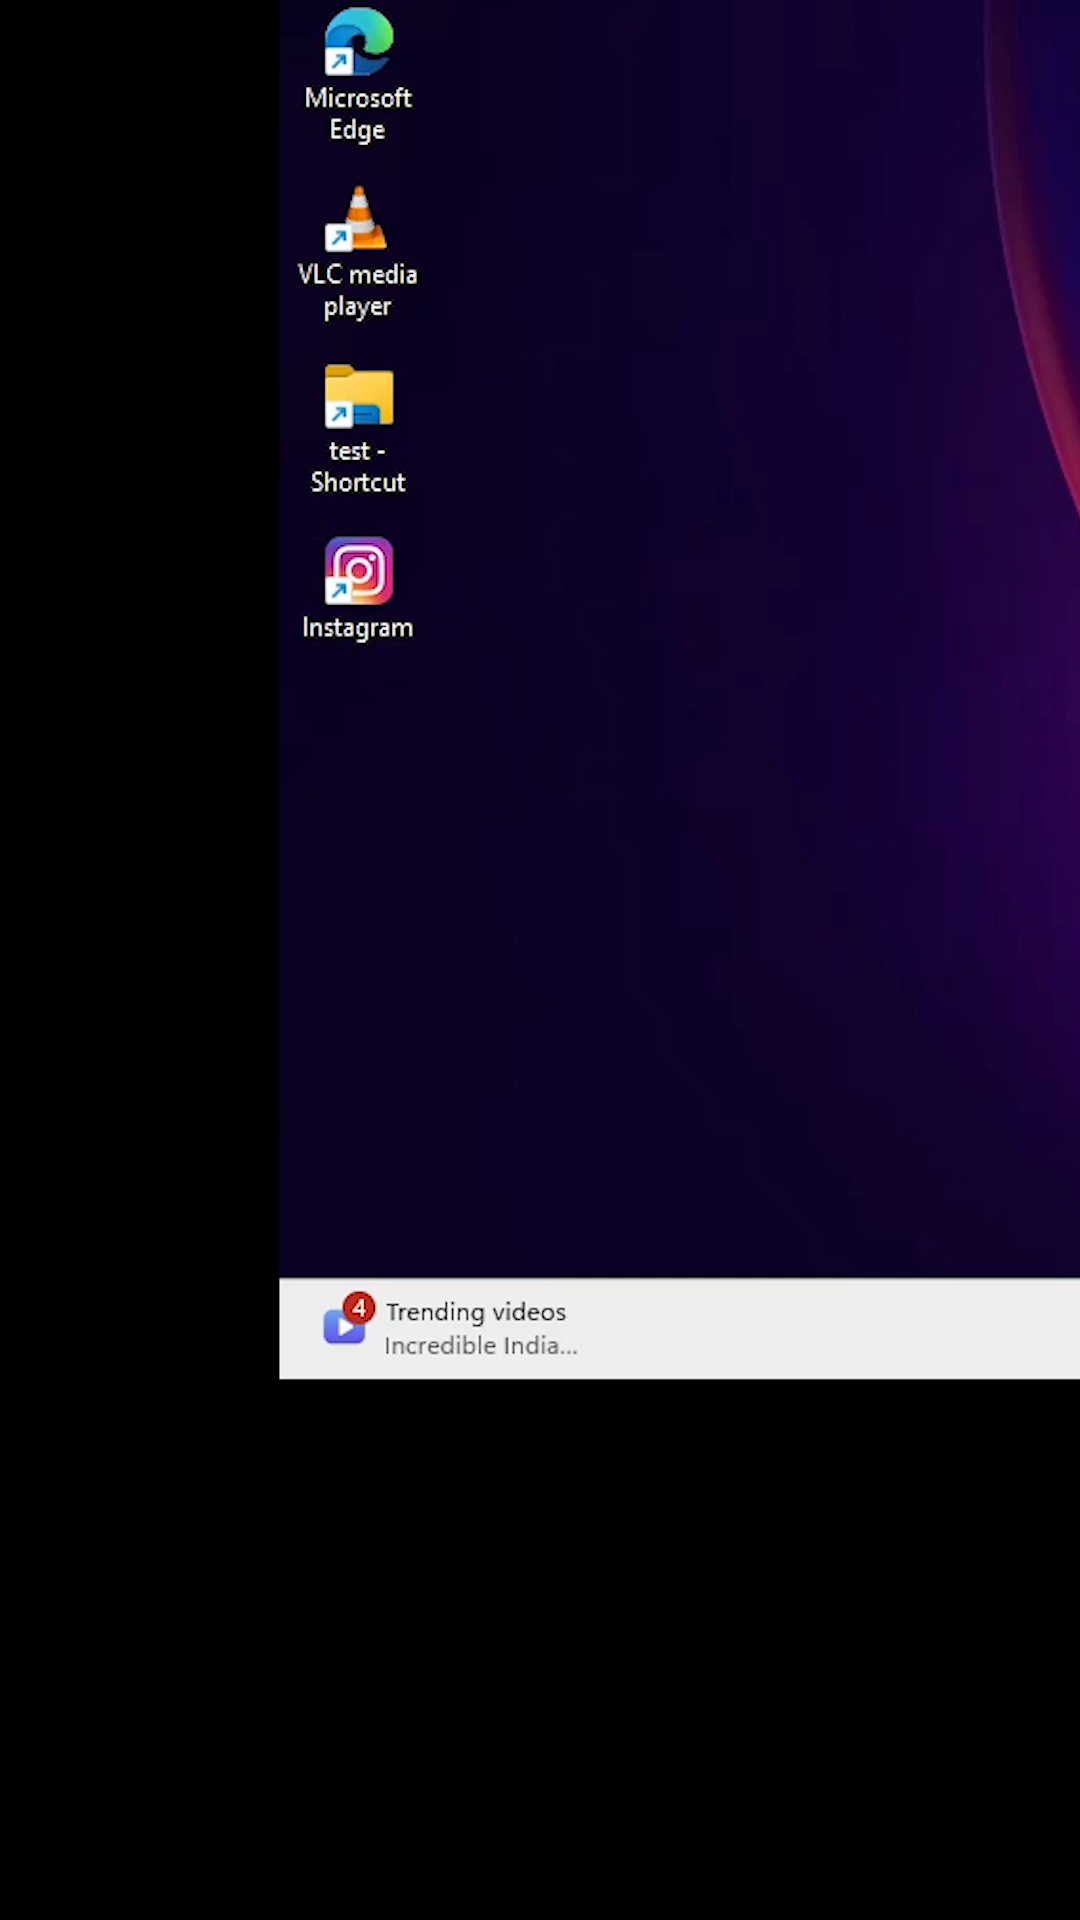 Microsoft
Edge
VLC media
player
test -
Shortcut
Instagram
4
Trending videos
Incredible India...